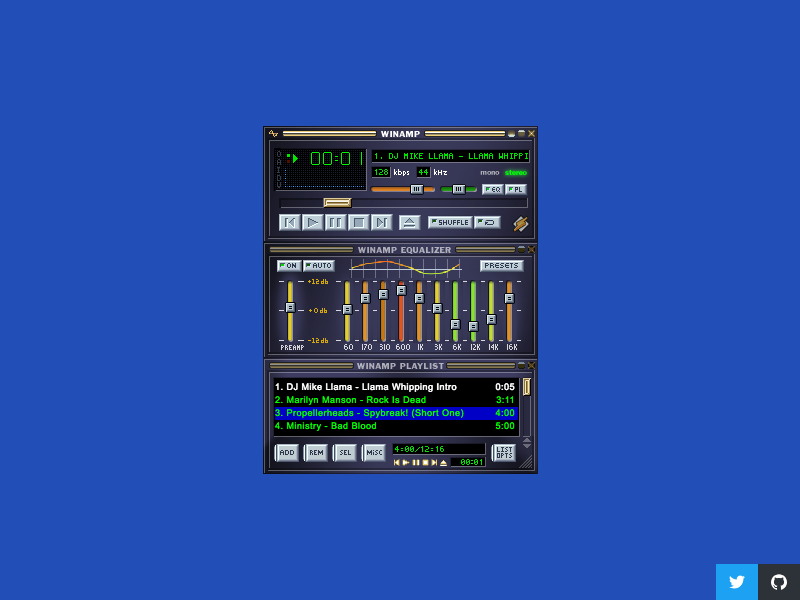 WINAMP
O
A
I
D
V
00:01
1. DJ MIKE LLAMA - LLAMA WHIPPI
128 kbps 44 kHz mono stereo
EQ PL
SHUFFLE
WINAMP EQUALIZER
ON AUTO PRESETS
+12 db
+0 db
-12 db
PREAMP 60 170 310 600 1K 3K 6K 12K 14K 16K
WINAMP PLAYLIST
1. DJ Mike Llama - Llama Whipping Intro 0:05
2. Marilyn Manson - Rock Is Dead 3:11
3. Propellerheads - Spybreak! (Short One) 4:00
4. Ministry - Bad Blood 5:00
ADD REM SEL MISC 4:00/12:16 LIST OPTS
00:01